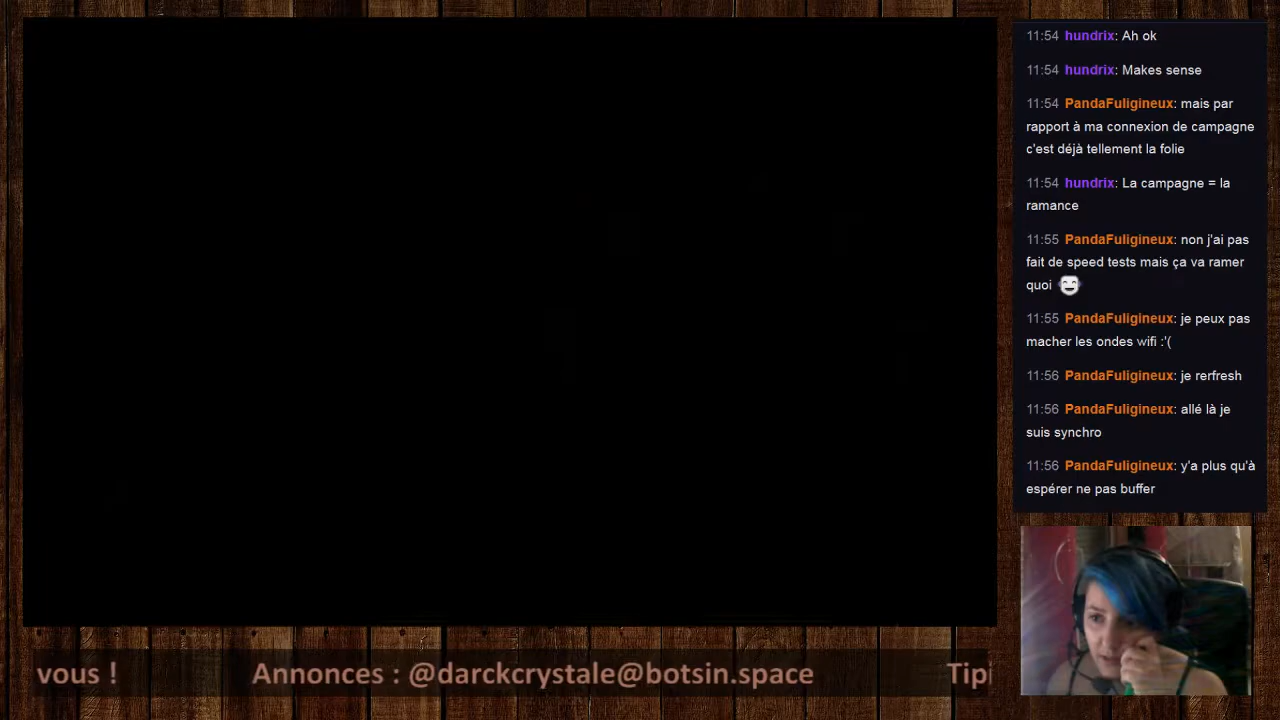 11:54 hundrix: Ah ok
11:54 hundrix: Makes sense
11:54 PandaFuligineux: mais par
rapport à ma connexion de campagne
c'est déjà tellement la folie
11:54 hundrix: La campagne = la
ramance
11:55 PandaFuligineux: non j'ai pas
fait de speed tests mais ça va ramer
quoi
11:55 PandaFuligineux: je peux pas
macher les ondes wifi :'(
11:56 PandaFuligineux: je rerfresh
11:56 PandaFuligineux: allé là je
suis synchro
11:56 PandaFuligineux: y'a plus qu'à
espérer ne pas buffer
vous ! Annonces : @darckcrystale@botsin.space Tipi